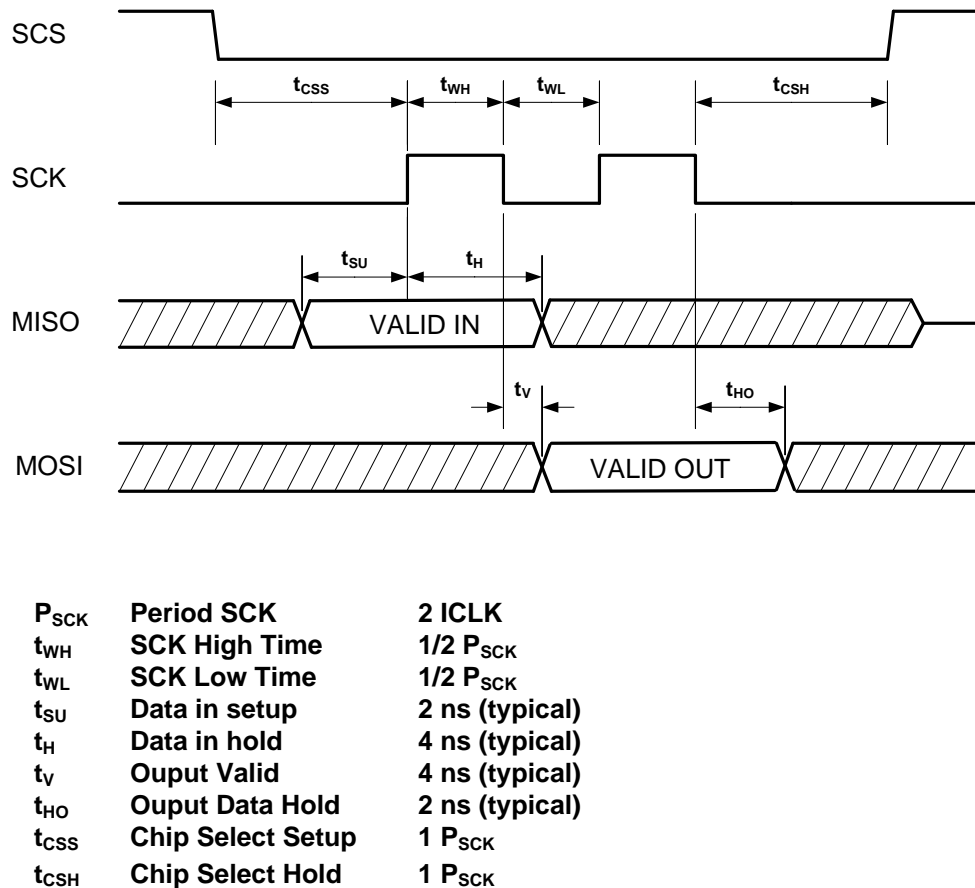 SCS
tCSS tWH tWL tCSH
SCK
tSU tH
MISO VALID IN
tV tHO
MOSI VALID OUT
PSCK Period SCK 2 ICLK
tWH SCK High Time 1/2 PSCK
tWL SCK Low Time 1/2 PSCK
tSU Data in setup 2 ns (typical)
tH Data in hold 4 ns (typical)
tV Ouput Valid 4 ns (typical)
tHO Ouput Data Hold 2 ns (typical)
tCSS Chip Select Setup 1 PSCK
tCSH Chip Select Hold 1 PSCK